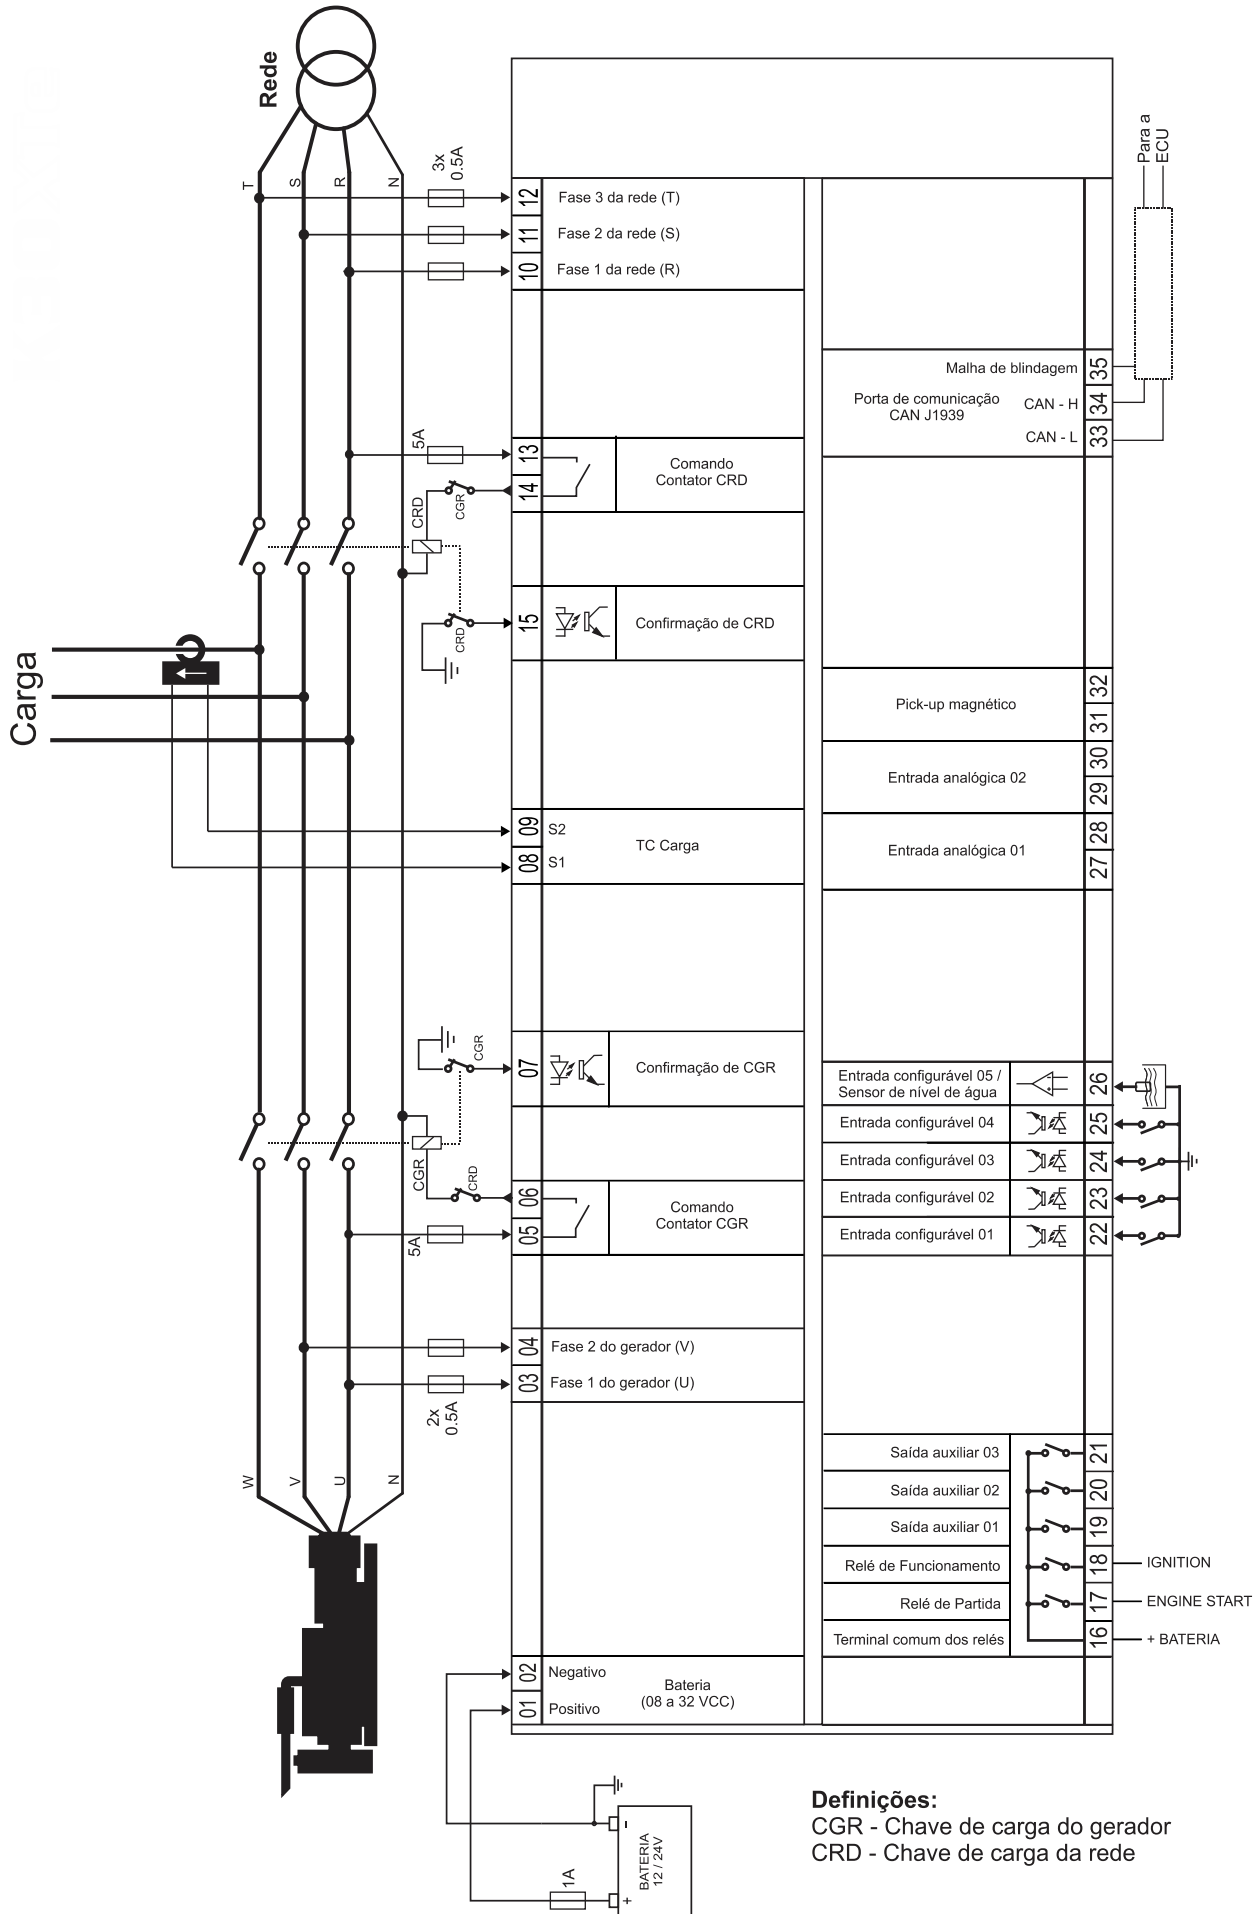 Rede
T
S
R
N
3x
0.5A
12
Fase 3 da rede (T)
11
Fase 2 da rede (S)
10
Fase 1 da rede (R)
5A
13
14
Comando
Contator CRD
CRD
CGR
15
Confirmação de CRD
CRD
Carga
09
S2
08
S1
TC Carga
07
Confirmação de CGR
CGR
CGR
CRD
06
05
Comando
Contator CGR
5A
04
Fase 2 do gerador (V)
03
Fase 1 do gerador (U)
2x
0.5A
W
V
U
N
02
Negativo
01
Positivo
Bateria
(08 a 32 VCC)
BATERIA
12 / 24V
-
+
1A
Para a
ECU
Malha de blindagem
35
Porta de comunicação
CAN J1939
CAN - H
34
CAN - L
33
Pick-up magnético
32
31
Entrada analógica 02
30
29
Entrada analógica 01
28
27
Entrada configurável 05 /
Sensor de nível de água
26
Entrada configurável 04
25
Entrada configurável 03
24
Entrada configurável 02
23
Entrada configurável 01
22
Saída auxiliar 03
21
Saída auxiliar 02
20
Saída auxiliar 01
19
Relé de Funcionamento
18
IGNITION
Relé de Partida
17
ENGINE START
Terminal comum dos relés
16
+ BATERIA
Definições:
CGR - Chave de carga do gerador
CRD - Chave de carga da rede